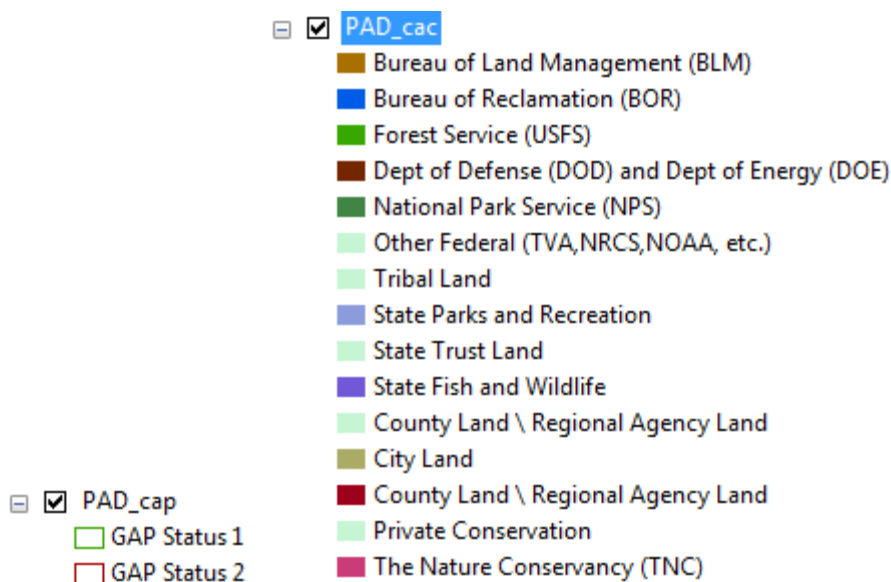 PAD_cac
Bureau of Land Management (BLM)
Bureau of Reclamation (BOR)
Forest Service (USFS)
Dept of Defense (DOD) and Dept of Energy (DOE)
National Park Service (NPS)
Other Federal (TVA,NRCS,NOAA, etc.)
Tribal Land
State Parks and Recreation
State Trust Land
State Fish and Wildlife
County Land \ Regional Agency Land
City Land
County Land \ Regional Agency Land
Private Conservation
The Nature Conservancy (TNC)
PAD_cap
GAP Status 1
GAP Status 2